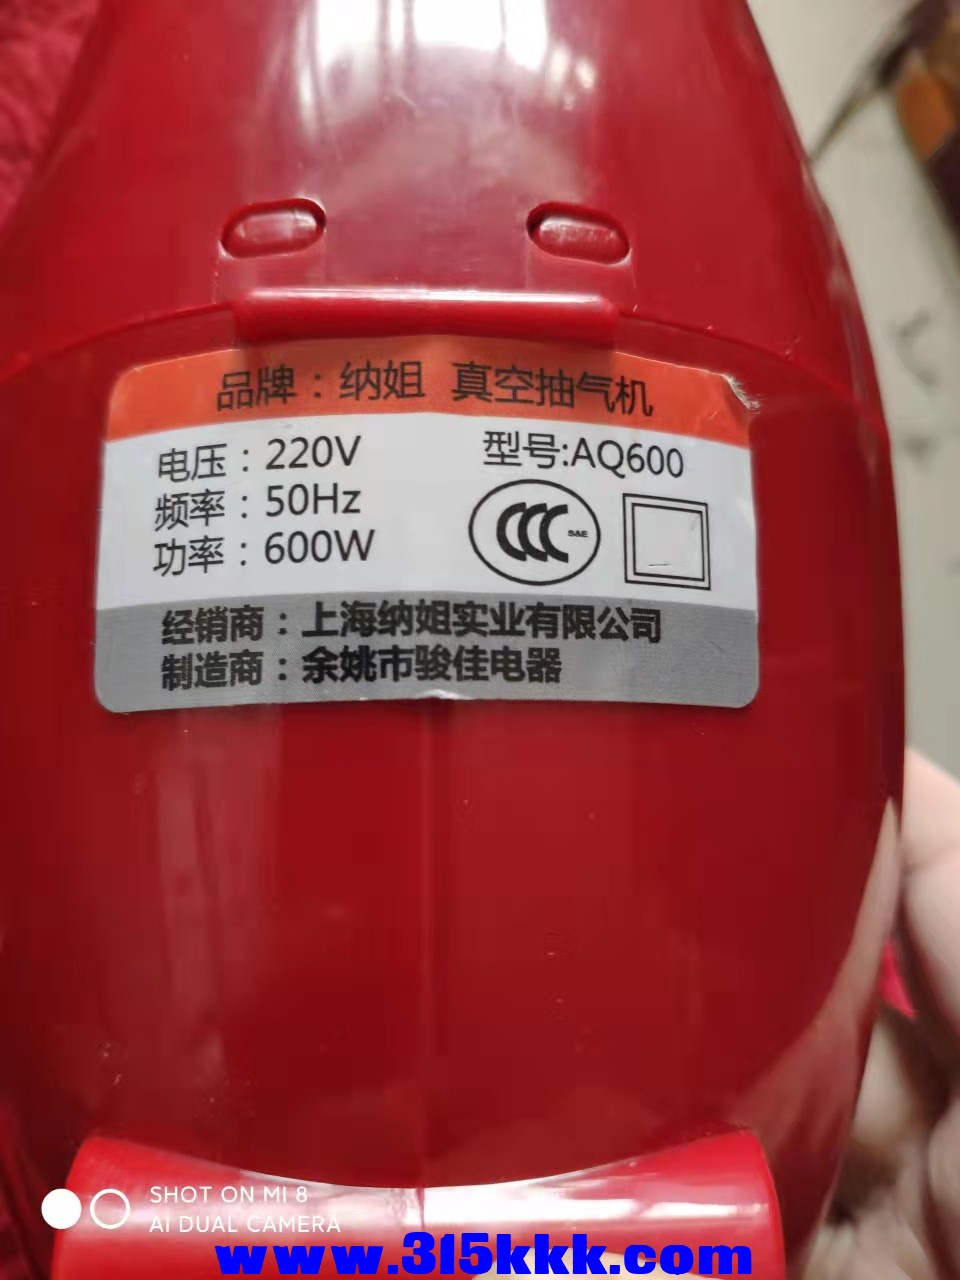 品牌：纳姐 真空抽气机
电压：220V
型号:AQ600
频率：50Hz
功率：600W
CCC S&E
经销商：上海纳姐实业有限公司
制造商：余姚市骏佳电器
SHOT ON MI 8
AI DUAL CAMERA
www.315kkk.com